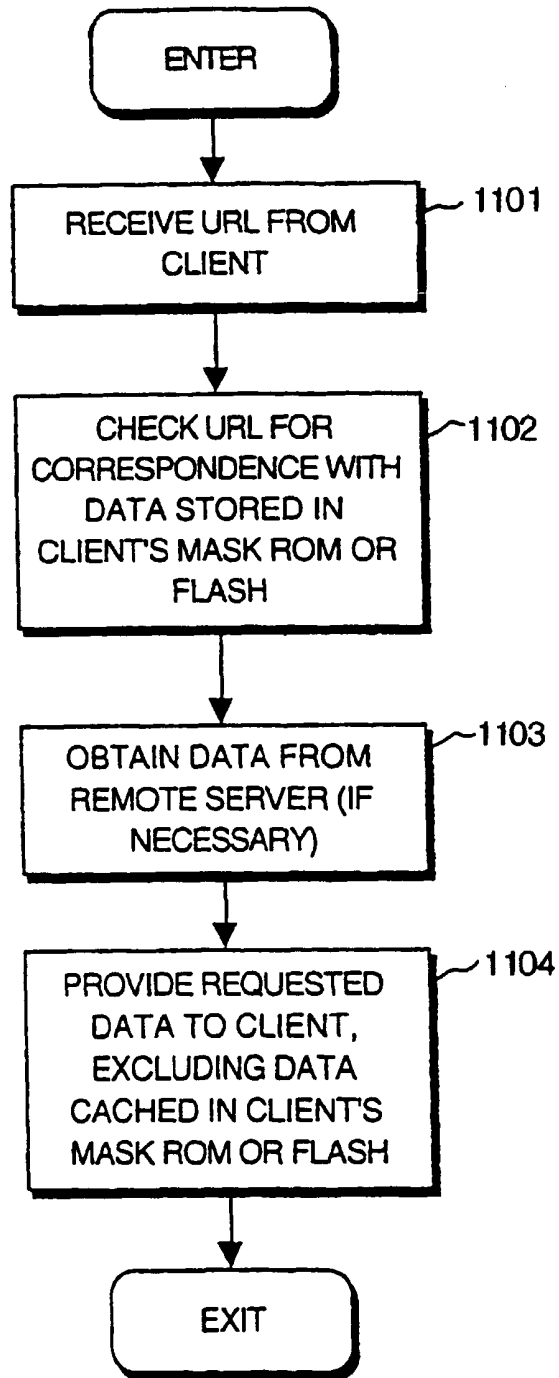 ENTER
1101
RECEIVE URL FROM
CLIENT
1102
CHECK URL FOR
CORRESPONDENCE WITH
DATA STORED IN
CLIENT'S MASK ROM OR
FLASH
1103
OBTAIN DATA FROM
REMOTE SERVER (IF
NECESSARY)
1104
PROVIDE REQUESTED
DATA TO CLIENT,
EXCLUDING DATA
CACHED IN CLIENT'S
MASK ROM OR FLASH
EXIT